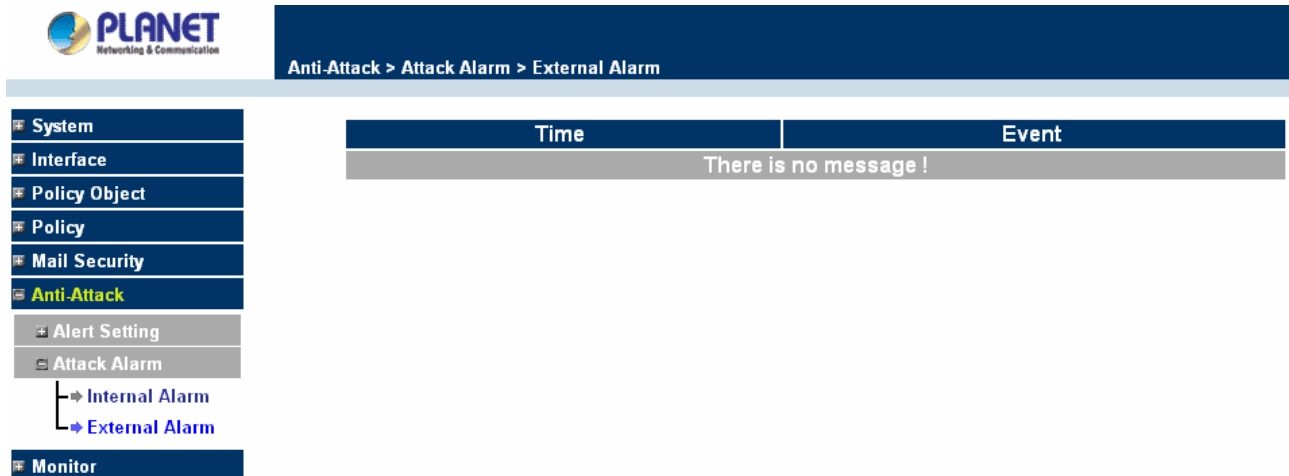 PLANET
Networking & Communication
Anti-Attack > Attack Alarm > External Alarm
System
Interface
Policy Object
Policy
Mail Security
Anti-Attack
Alert Setting
Attack Alarm
Internal Alarm
External Alarm
Monitor
Time Event
There is no message !